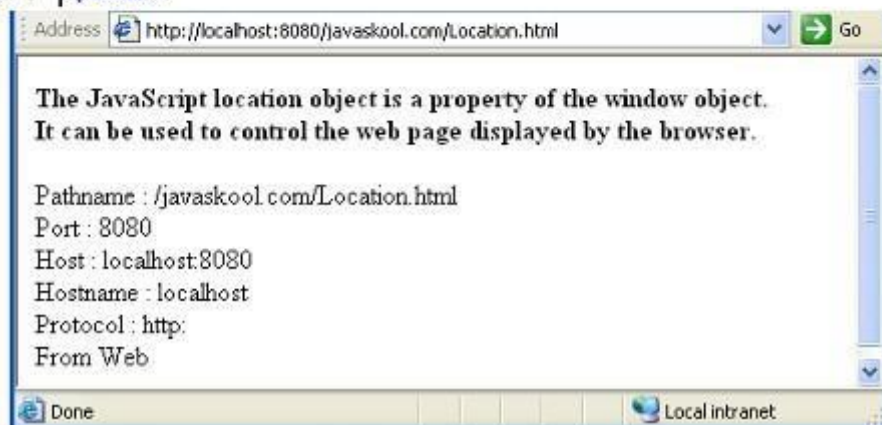 Address http://localhost:8080/javaskool.com/Location.html Go
The JavaScript location object is a property of the window object.
It can be used to control the web page displayed by the browser.
Pathname : /javaskool.com/Location.html
Port : 8080
Host : localhost:8080
Hostname : localhost
Protocol : http:
From Web
Done Local intranet